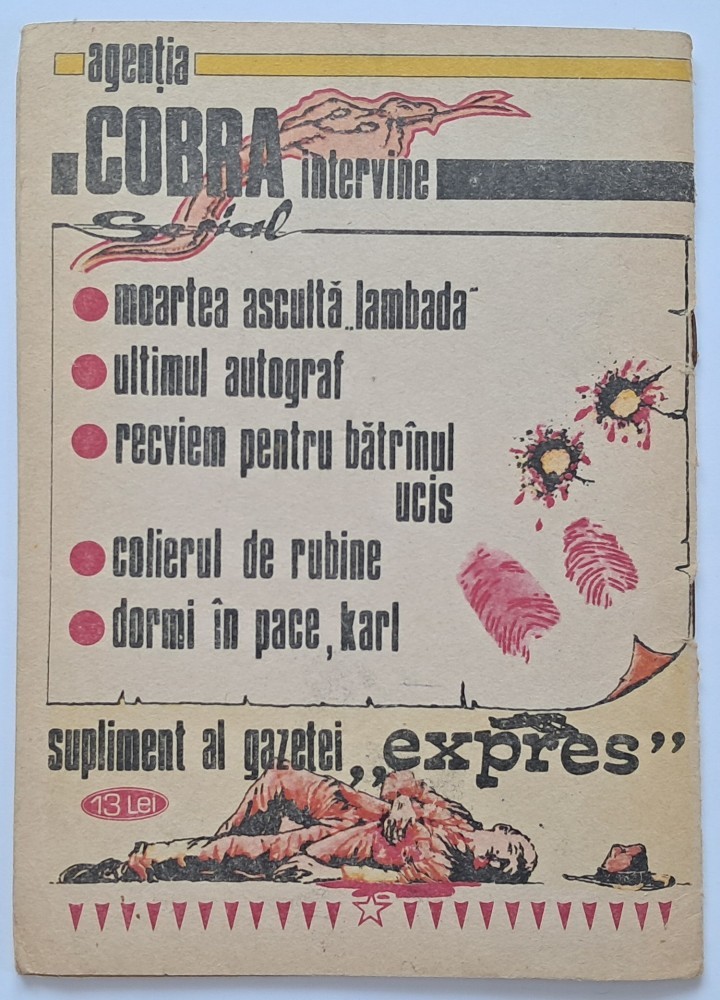 agenția
COBRA intervine
Serial
moartea ascultă „lambada”
ultimul autograf
recviem pentru bătrînul
ucis
colierul de rubine
dormi în pace, karl
supliment al gazetei „expres”
13 Lei